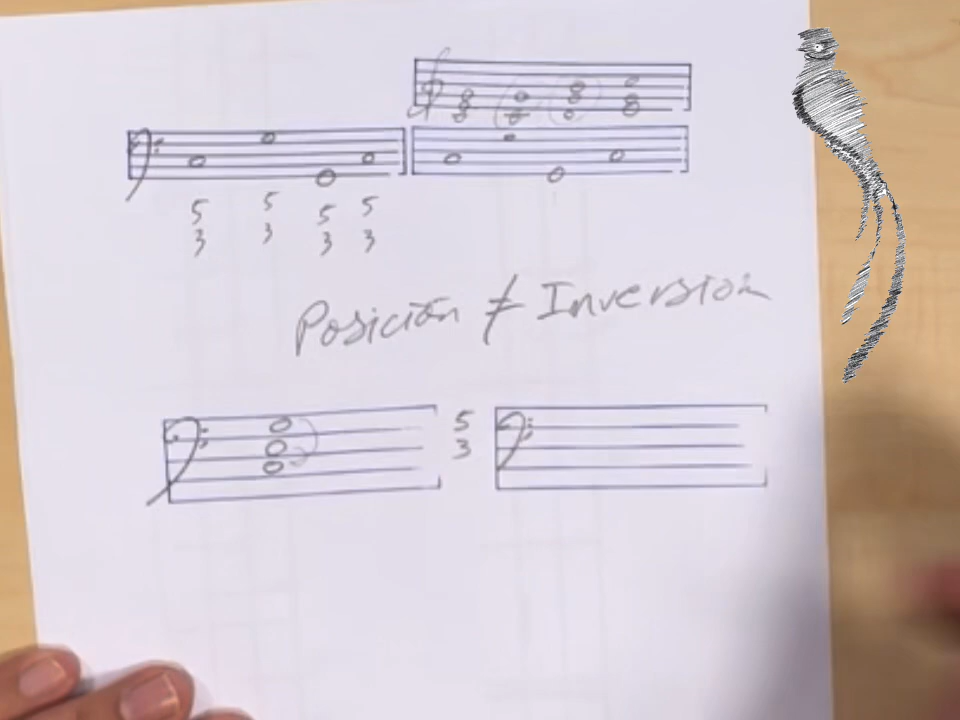 5 5 5 5
3 3 3 3
Posición ≠ Inversión
5
3